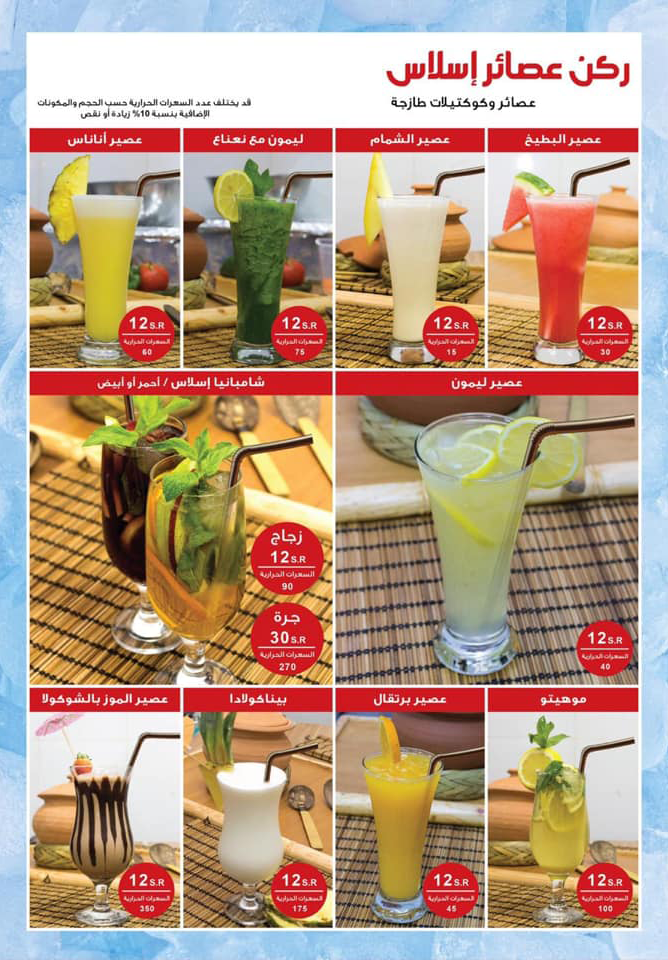 ركن عصائر إسلاس
عصائر وكوكتيلات طازجة
قد يختلف عدد السعرات الحرارية حسب الحجم والمكونات
الإضافية بنسبة 10% زيادة أو نقص
عصير البطيخ
12 S.R
السعرات الحرارية
30
عصير الشمام
12 S.R
السعرات الحرارية
15
ليمون مع نعناع
12 S.R
السعرات الحرارية
75
عصير أناناس
12 S.R
السعرات الحرارية
60
عصير ليمون
12 S.R
السعرات الحرارية
40
شامبانيا إسلاس / أحمر أو أبيض
زجاج
12 S.R
السعرات الحرارية
90
جرة
30 S.R
السعرات الحرارية
270
موهيتو
12 S.R
السعرات الحرارية
100
عصير برتقال
12 S.R
السعرات الحرارية
45
بيناكولادا
12 S.R
السعرات الحرارية
175
عصير الموز بالشوكولا
12 S.R
السعرات الحرارية
350